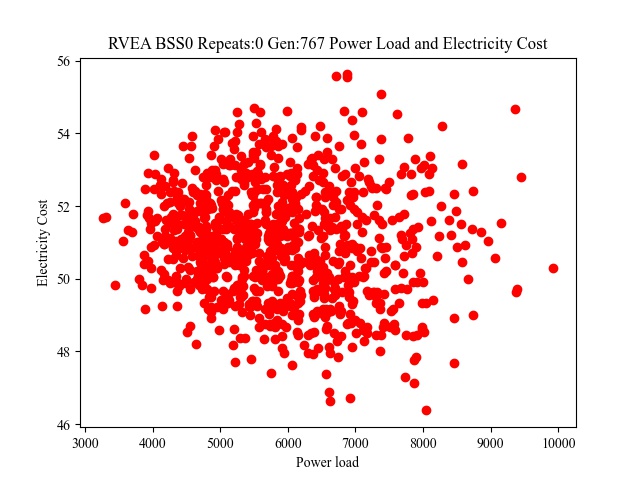 RVEA BSS0 Repeats:0 Gen:767 Power Load and Electricity Cost
56
54
52
50
48
46
Electricity Cost
3000 4000 5000 6000 7000 8000 9000 10000
Power load